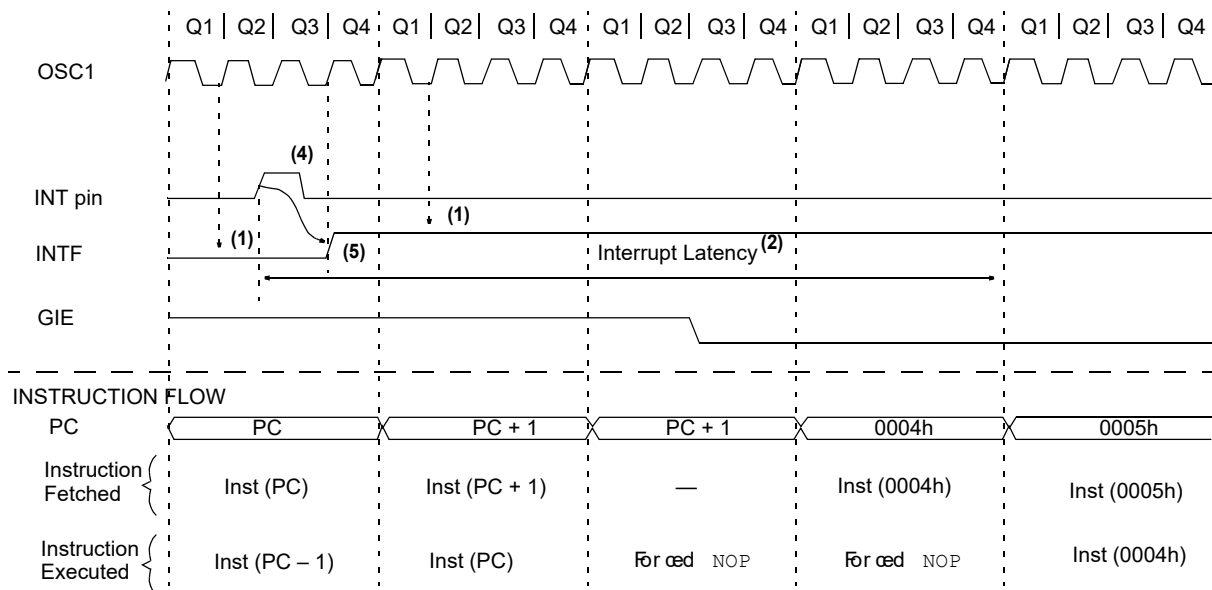 Q1 | Q2 | Q3 | Q4 Q1 | Q2 | Q3 | Q4 Q1 | Q2 | Q3 | Q4 Q1 | Q2 | Q3 | Q4 Q1 | Q2 | Q3 | Q4
OSC1
(4)
INT pin
(1) (1)
INTF (5) Interrupt Latency (2)
GIE
INSTRUCTION FLOW
PC PC PC + 1 PC + 1 0004h 0005h
Instruction
Fetched Inst (PC) Inst (PC + 1) — Inst (0004h) Inst (0005h)
Instruction
Executed Inst (PC – 1) Inst (PC) Forced NOP Forced NOP Inst (0004h)